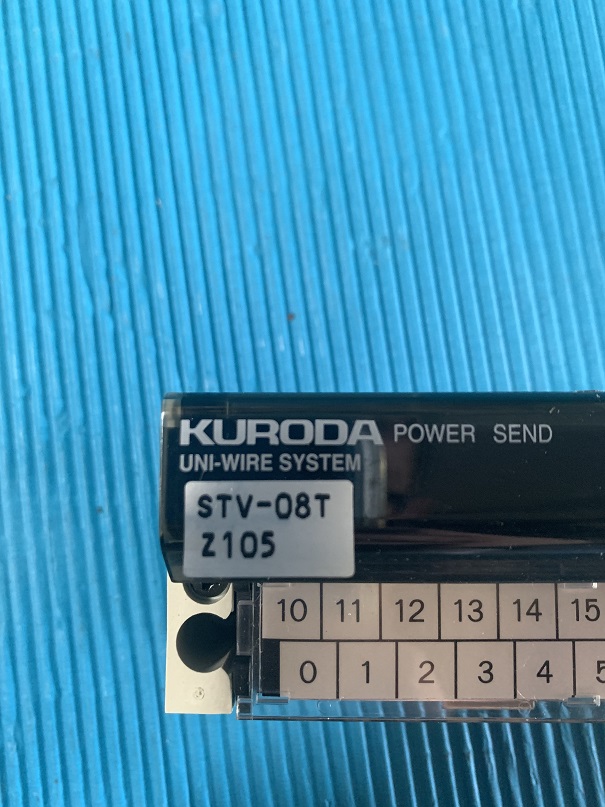 KURODA POWER SEND
UNI-WIRE SYSTEM
STV-08T
Z105
10 11 12 13 14 15
0 1 2 3 4 5